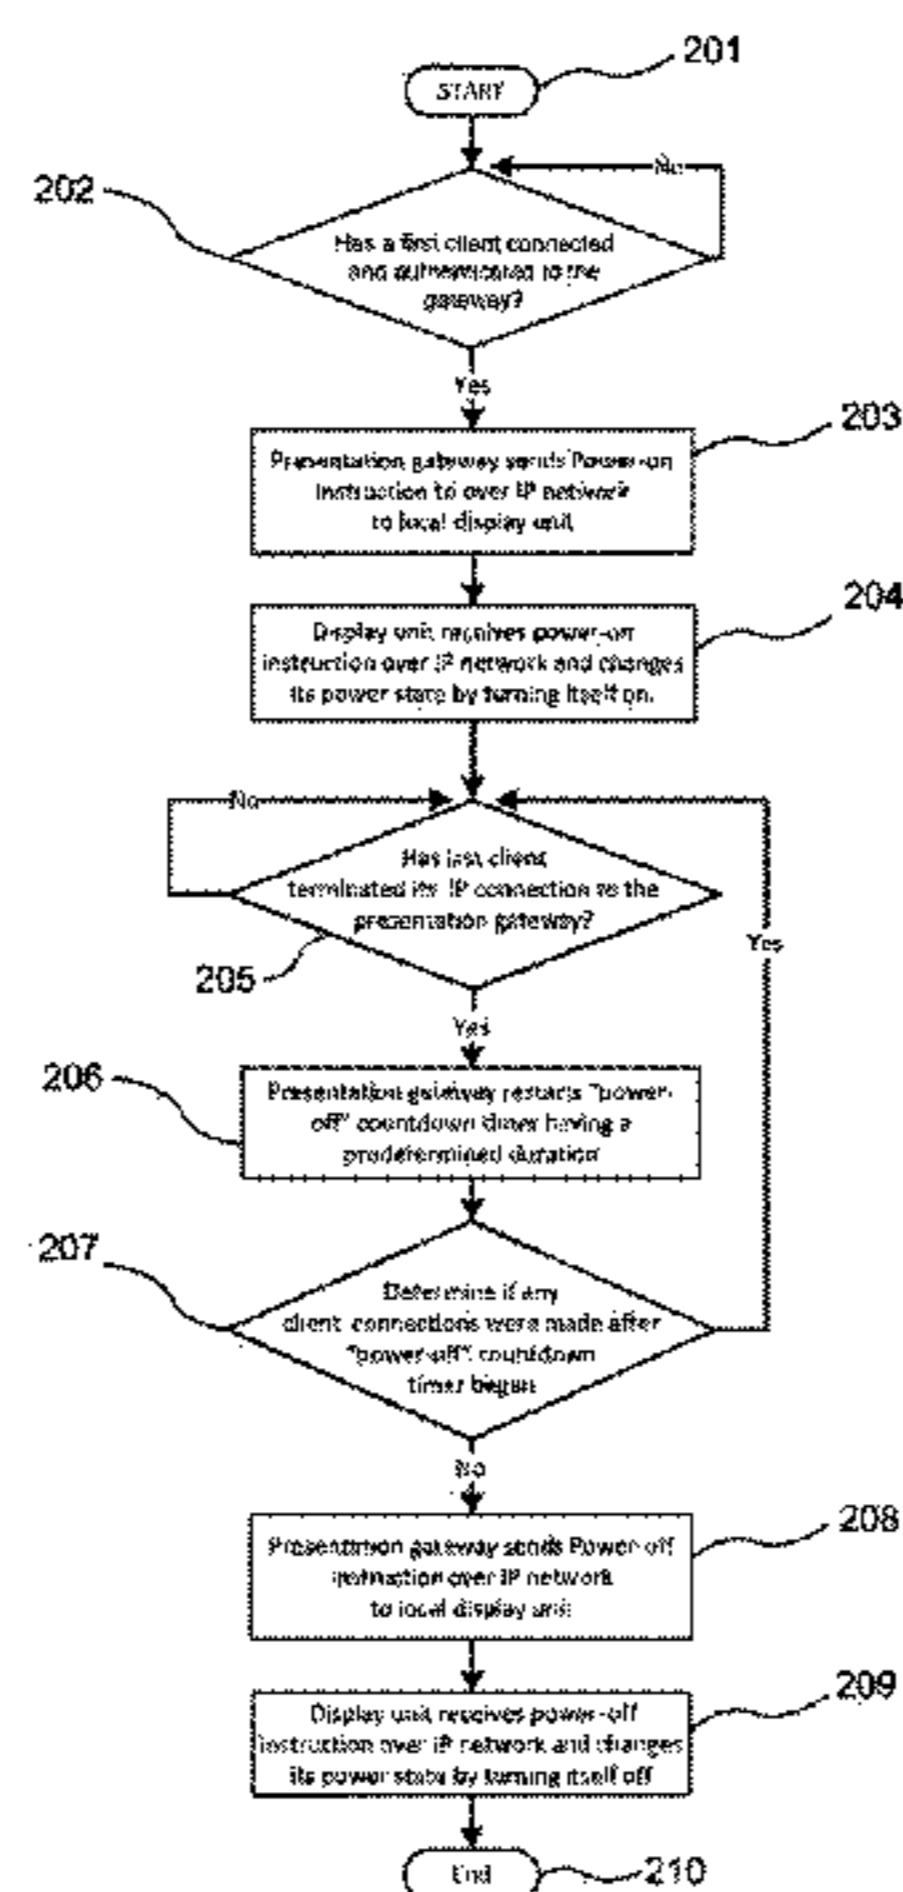 201
START
No
202
Has a first client connected
and authenticated to the
gateway?
Yes
203
Presentation gateway sends Power-on
instruction to over IP network
to local display unit
204
Display unit receives power-on
instruction over IP network and changes
its power state by turning itself on.
No
Has last client
terminated its IP connection to the
presentation gateway?
Yes
205
Yes
206
Presentation gateway restarts "power-
off" countdown timer having a
predetermined duration
207
Determine if any
client connections were made after
"power-off" countdown
timer began
No
208
Presentation gateway sends Power-off
instruction over IP network
to local display unit
209
Display unit receives power-off
instruction over IP network and changes
its power state by turning itself off
End
210